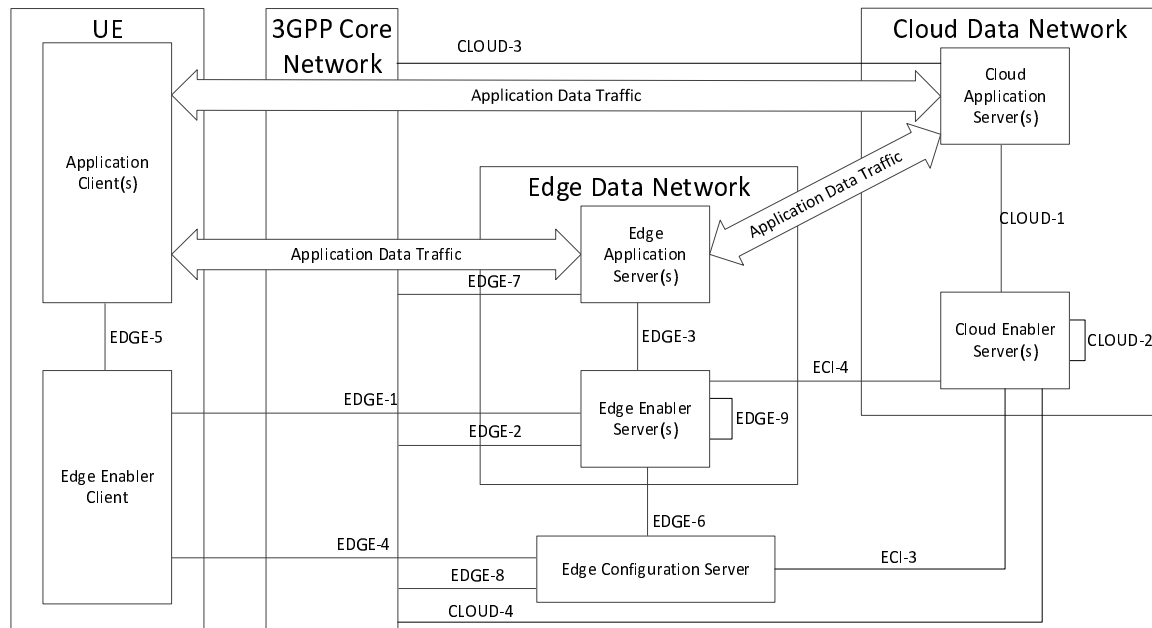 UE
3GPP Core
Network
Cloud Data Network
CLOUD-3
Cloud
Application
Server(s)
Application Data Traffic
Application
Client(s)
Edge Data Network
Application Data Traffic
CLOUD-1
Edge
Application
Server(s)
Application Data Traffic
EDGE-7
EDGE-5
EDGE-3
Cloud Enabler
Server(s)
CLOUD-2
ECI-4
EDGE-1
Edge Enabler
Server(s)
EDGE-9
EDGE-2
Edge Enabler
Client
EDGE-6
EDGE-4
ECI-3
Edge Configuration Server
EDGE-8
CLOUD-4